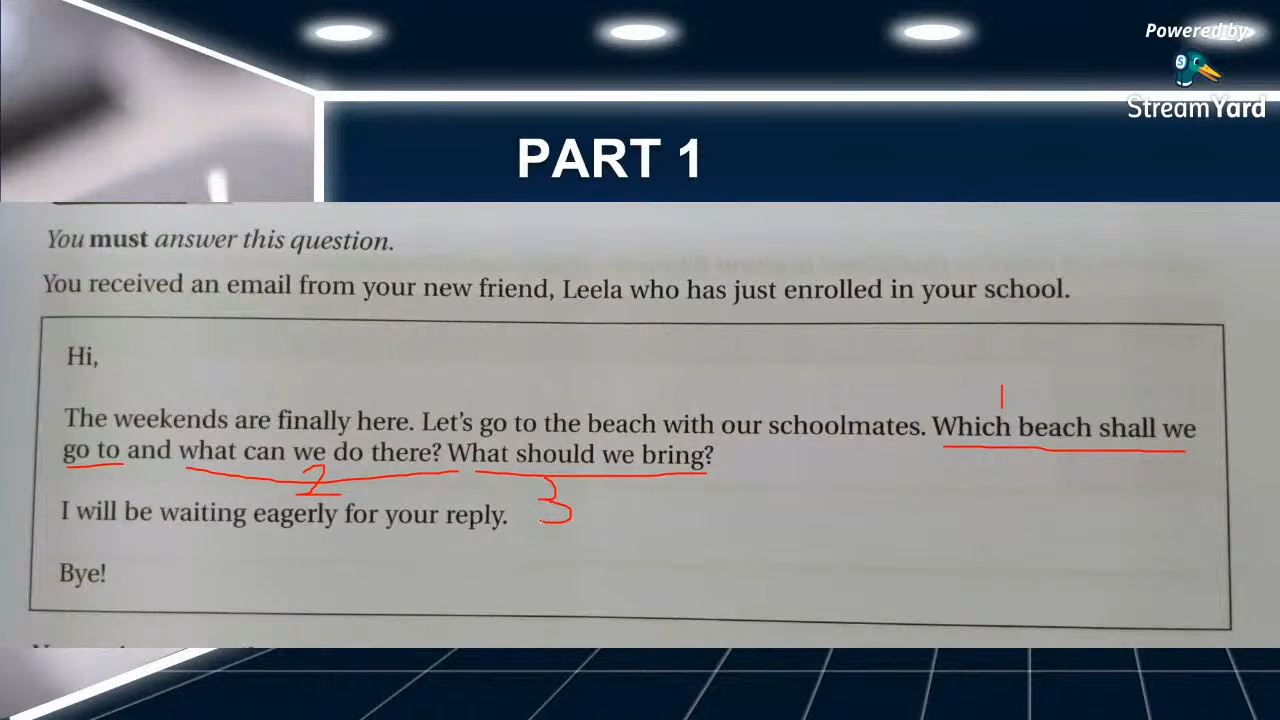 Powered by
StreamYard
PART 1
You must answer this question.
You received an email from your new friend, Leela who has just enrolled in your school.
1
Hi,
The weekends are finally here. Let's go to the beach with our schoolmates. Which beach shall we
go to and what can we do there? What should we bring?
2
3
I will be waiting eagerly for your reply.
Bye!